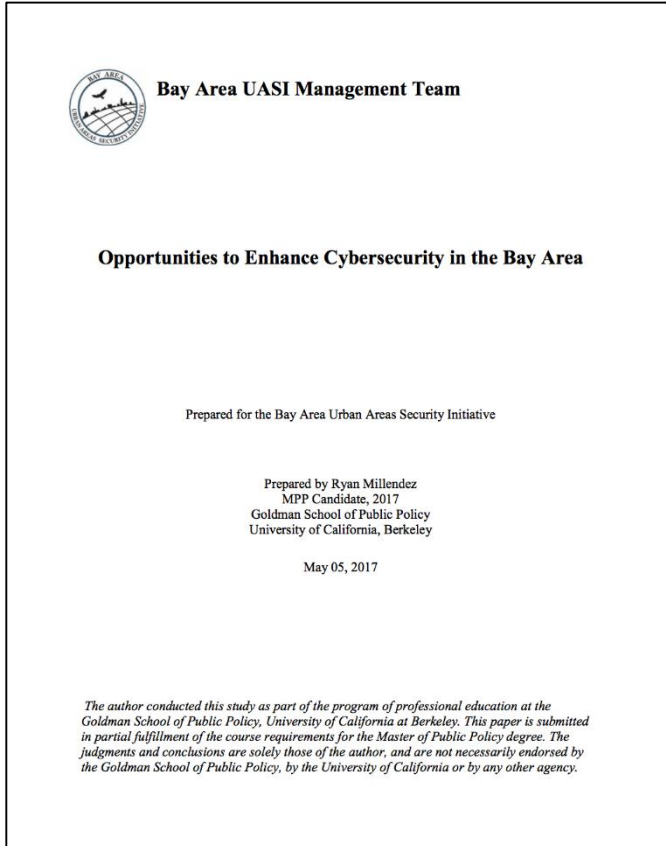 BAY AREA
URBAN AREAS SECURITY INITIATIVE
Bay Area UASI Management Team
Opportunities to Enhance Cybersecurity in the Bay Area
Prepared for the Bay Area Urban Areas Security Initiative
Prepared by Ryan Millendez
MPP Candidate, 2017
Goldman School of Public Policy
University of California, Berkeley
May 05, 2017
The author conducted this study as part of the program of professional education at the
Goldman School of Public Policy, University of California at Berkeley. This paper is submitted
in partial fulfillment of the course requirements for the Master of Public Policy degree. The
judgments and conclusions are solely those of the author, and are not necessarily endorsed by
the Goldman School of Public Policy, by the University of California or by any other agency.